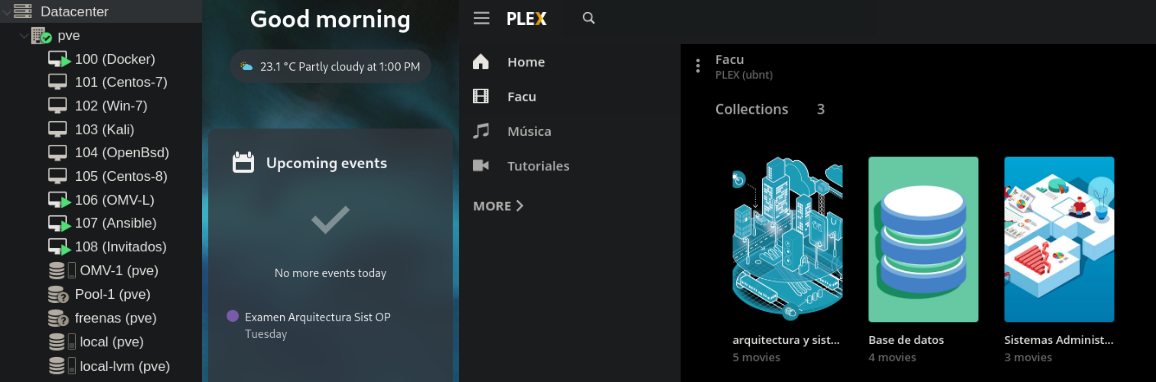 Datacenter
pve
100 (Docker)
101 (Centos-7)
102 (Win-7)
103 (Kali)
104 (OpenBsd)
105 (Centos-8)
106 (OMV-L)
107 (Ansible)
108 (Invitados)
OMV-1 (pve)
Pool-1 (pve)
freenas (pve)
local (pve)
local-lvm (pve)
Good morning
23.1 °C Partly cloudy at 1:00 PM
Upcoming events
No more events today
Examen Arquitectura Sist OP
Tuesday
PLEX
Home
Facu
Música
Tutoriales
MORE
Facu
PLEX (ubnt)
Collections 3
arquitectura y sist...
5 movies
Base de datos
4 movies
Sistemas Administ...
3 movies